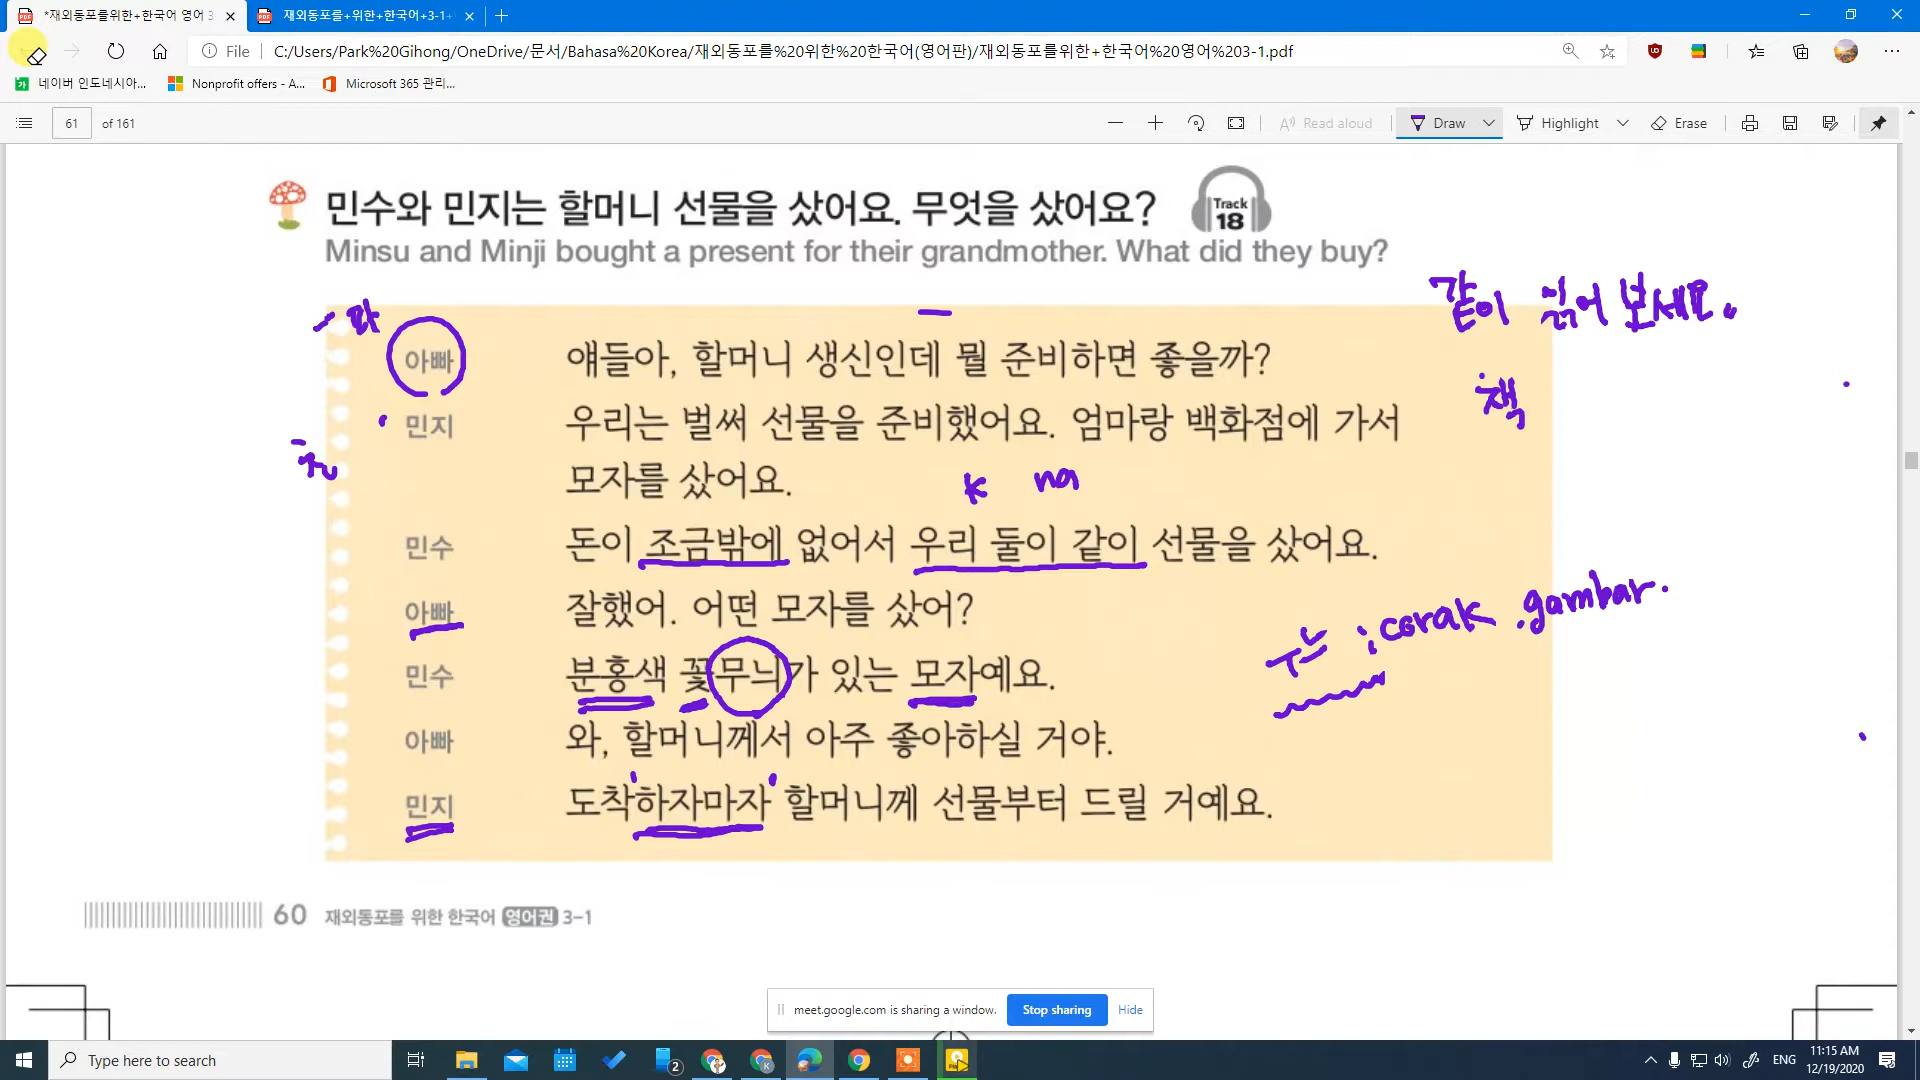 *재외동포를위한+한국어 영어 3
재외동포를+위한+한국어+3-1+
File C:/Users/Park%20Gihong/OneDrive/문서/Bahasa%20Korea/재외동포를%20위한%20한국어(영어판)/재외동포를위한+한국어%20영어%203-1.pdf
네이버 인도네시아... Nonprofit offers - A... Microsoft 365 관리...
61 of 161 Read aloud Draw Highlight Erase
민수와 민지는 할머니 선물을 샀어요. 무엇을 샀어요? Track 18
Minsu and Minji bought a present for their grandmother. What did they buy?
같이 읽어 보세요.
아빠 얘들아, 할머니 생신인데 뭘 준비하면 좋을까?
책
민지 우리는 벌써 선물을 준비했어요. 엄마랑 백화점에 가서
모자를 샀어요.
k na
민수 돈이 조금밖에 없어서 우리 둘이 같이 선물을 샀어요.
아빠 잘했어. 어떤 모자를 샀어?
: corak gambar.
민수 분홍색 꽃무늬가 있는 모자예요.
아빠 와, 할머니께서 아주 좋아하실 거야.
민지 도착하자마자 할머니께 선물부터 드릴 거예요.
60 재외동포를 위한 한국어 영어권 3-1
meet.google.com is sharing a window. Stop sharing Hide
Type here to search
2
K
ENG
11:15 AM
12/19/2020